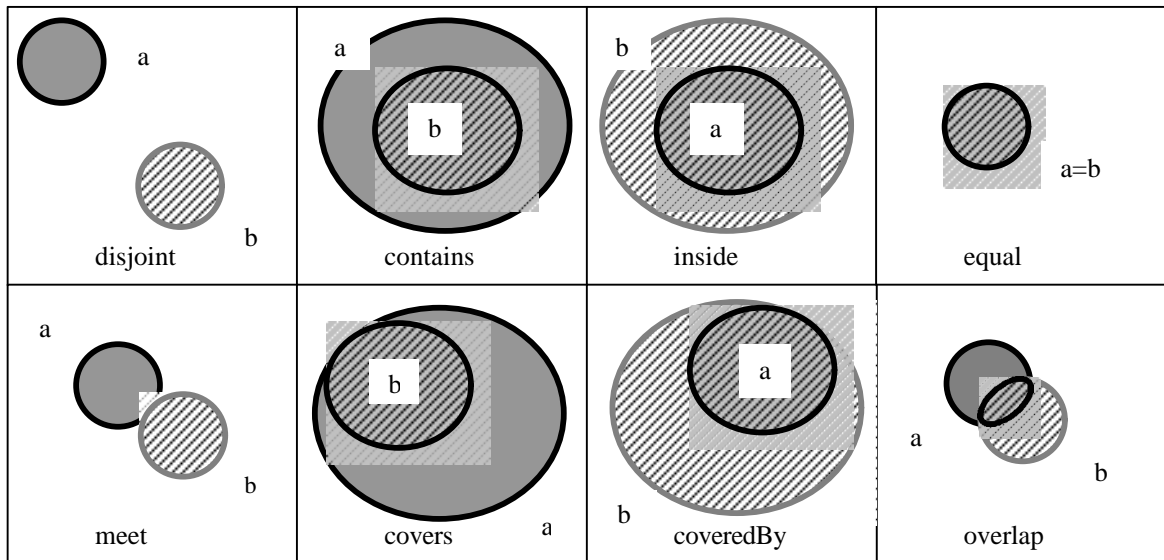 a
b
disjoint
a
b
contains
b
a
inside
a=b
equal
a
b
meet
b
a
covers
a
b
coveredBy
a
b
overlap